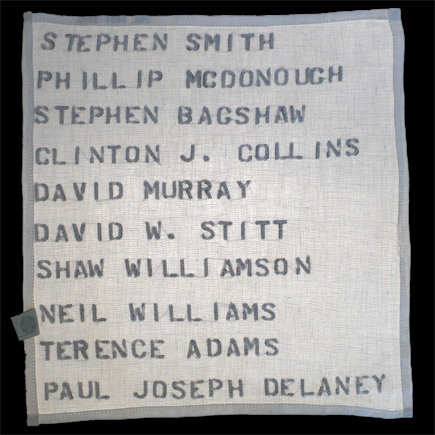 STEPHEN SMITH
PHILLIP MCDONOUGH
STEPHEN BAGSHAW
CLINTON J. COLLINS
DAVID MURRAY
DAVID W. STITT
SHAW WILLIAMSON
NEIL WILLIAMS
TERENCE ADAMS
PAUL JOSEPH DELANEY